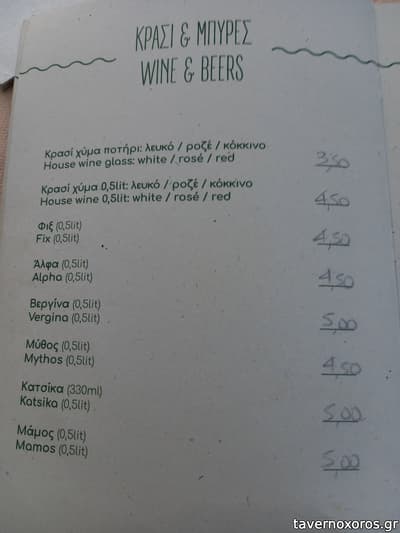 ΚΡΑΣΙ & ΜΠΥΡΕΣ
WINE & BEERS
Κρασί χύμα ποτήρι: λευκό / ροζέ / κόκκινο
House wine glass: white / rosé / red 3,50
Κρασί χύμα 0,5lit: λευκό / ροζέ / κόκκινο
House wine 0,5lit: white / rosé / red 4,50
Φιξ (0,5lit)
Fix (0,5lit) 4,50
Άλφα (0,5lit)
Alpha (0,5lit) 4,50
Βεργίνα (0,5lit)
Vergina (0,5lit) 5,00
Μύθος (0,5lit)
Mythos (0,5lit) 4,50
Κατσίκα (330ml)
Katsika (0,5lit) 5,00
Μάμος (0,5lit)
Mamos (0,5lit) 5,00
tavernoxoros.gr